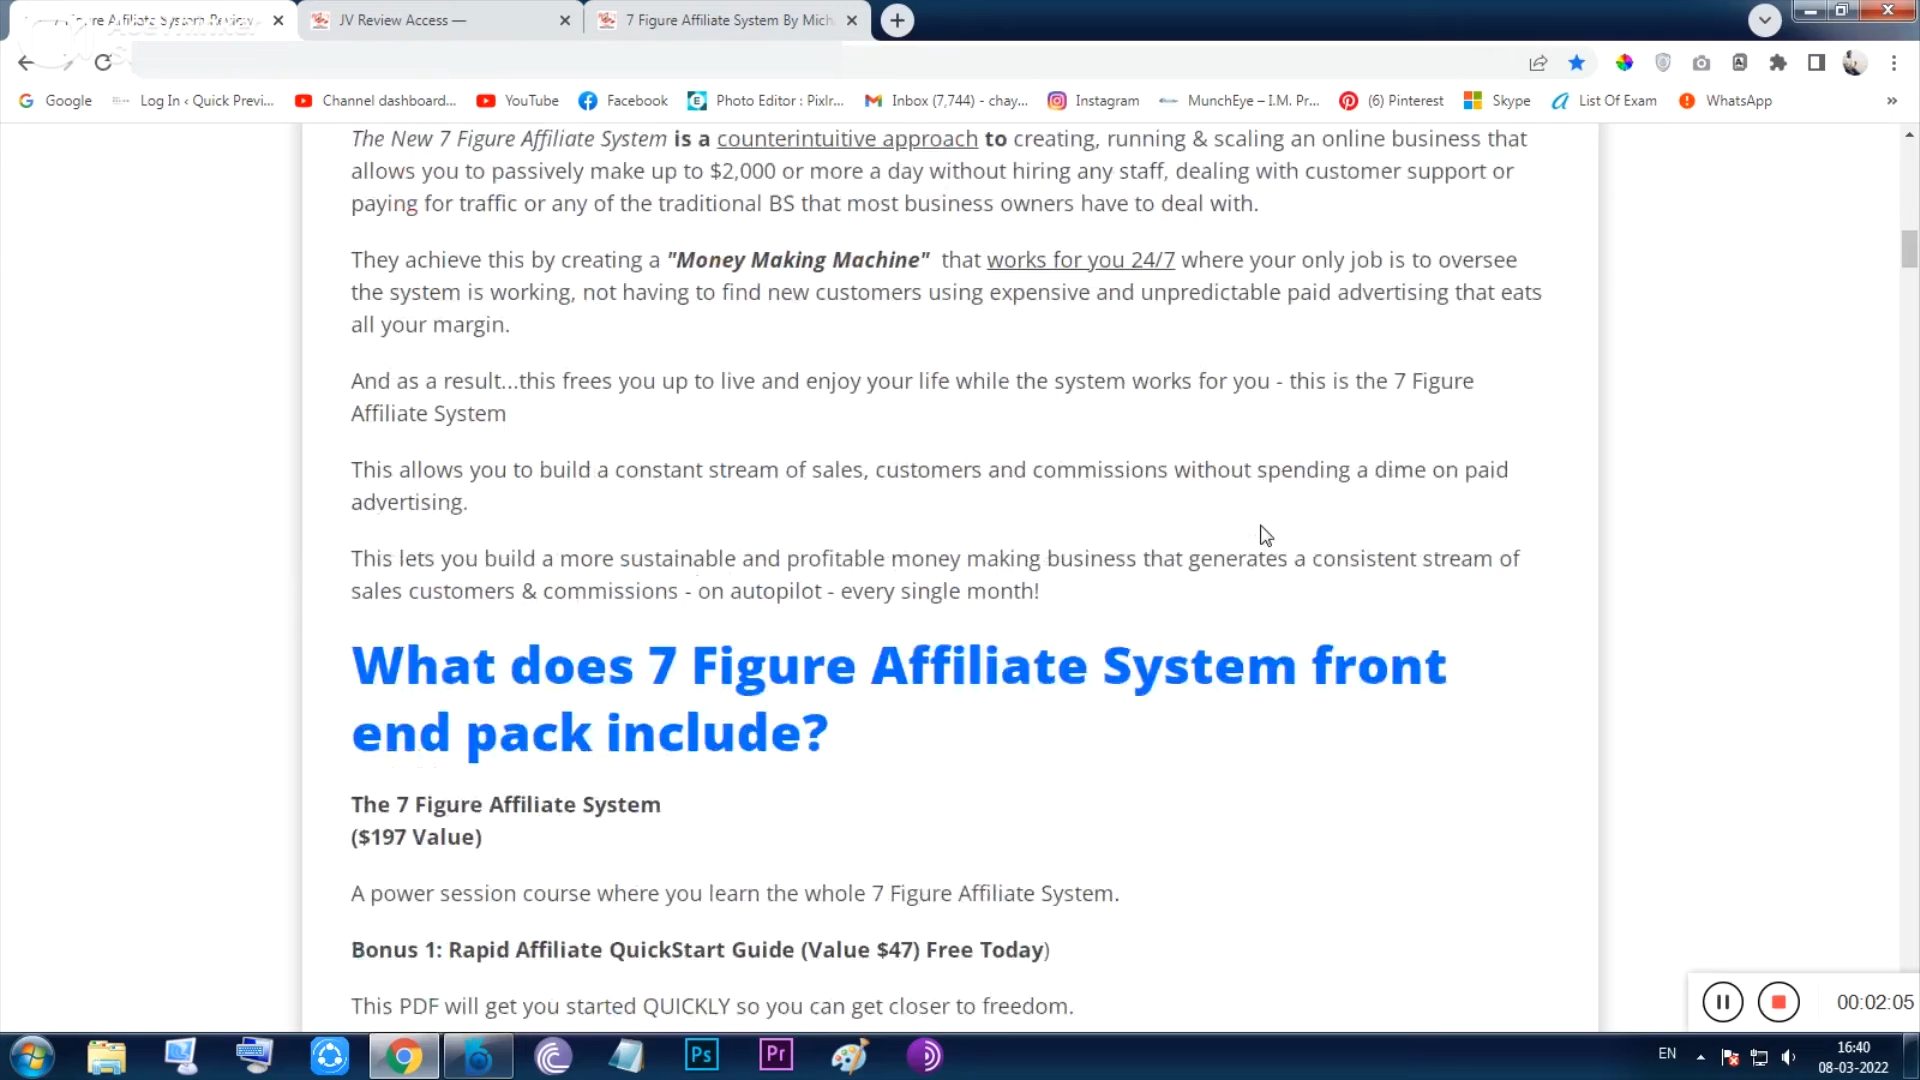 7 Figure Affiliate System Review
JV Review Access —
7 Figure Affiliate System By Mich
Google
Log In ‹ Quick Previ...
Channel dashboard...
YouTube
Facebook
Photo Editor : Pixlr...
Inbox (7,744) - chay...
Instagram
MunchEye – I.M. Pr...
(6) Pinterest
Skype
List Of Exam
WhatsApp
»
The New 7 Figure Affiliate System is a counterintuitive approach to creating, running & scaling an online business that
allows you to passively make up to $2,000 or more a day without hiring any staff, dealing with customer support or
paying for traffic or any of the traditional BS that most business owners have to deal with.
They achieve this by creating a "Money Making Machine" that works for you 24/7 where your only job is to oversee
the system is working, not having to find new customers using expensive and unpredictable paid advertising that eats
all your margin.
And as a result...this frees you up to live and enjoy your life while the system works for you - this is the 7 Figure
Affiliate System
This allows you to build a constant stream of sales, customers and commissions without spending a dime on paid
advertising.
This lets you build a more sustainable and profitable money making business that generates a consistent stream of
sales customers & commissions - on autopilot - every single month!
What does 7 Figure Affiliate System front
end pack include?
The 7 Figure Affiliate System
($197 Value)
A power session course where you learn the whole 7 Figure Affiliate System.
Bonus 1: Rapid Affiliate QuickStart Guide (Value $47) Free Today)
This PDF will get you started QUICKLY so you can get closer to freedom.
00:02:05
Ps
Pr
EN
16:40
08-03-2022